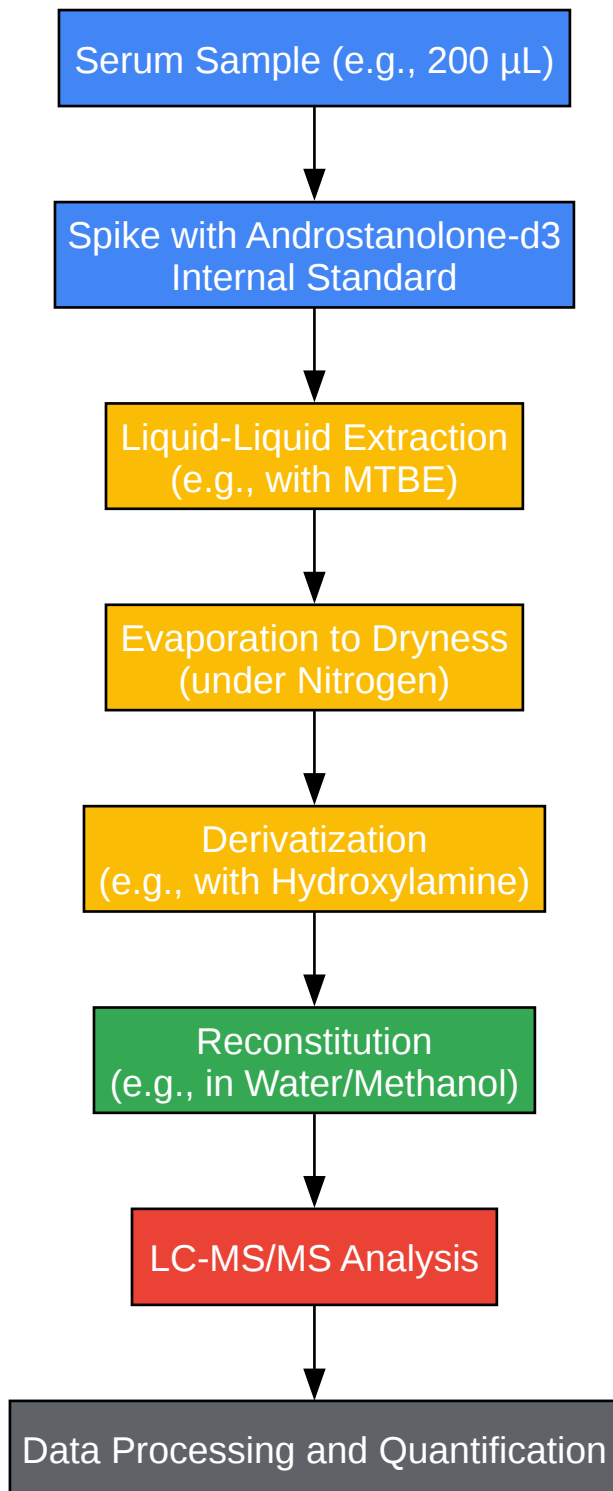 Serum Sample (e.g., 200 µL)
Spike with Androstanolone-d3
Internal Standard
Liquid-Liquid Extraction
(e.g., with MTBE)
Evaporation to Dryness
(under Nitrogen)
Derivatization
(e.g., with Hydroxylamine)
Reconstitution
(e.g., in Water/Methanol)
LC-MS/MS Analysis
Data Processing and Quantification